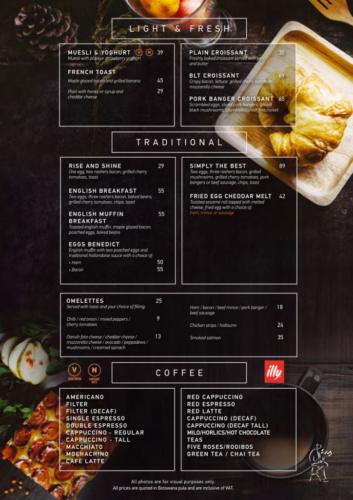 LIGHT & FRESH
MUESLI & YOGHURT V N 39
Muesli with plain or strawberry yoghurt
FRENCH TOAST
Maple glazed bacon and grilled banana 45
Plain with honey or syrup and 29
cheddar cheese
PLAIN CROISSANT
Freshly baked croissant served with
and butter
BLT CROISSANT
Crispy bacon, lettuce, grilled cherry
mozzarella cheese
PORK BANGER CROISSANT 65
Scrambled eggs, grilled
black mushrooms,
TRADITIONAL
RISE AND SHINE 29
One egg, two rashers bacon, grilled
cherry tomatoes, toast
ENGLISH BREAKFAST 55
Two eggs, three rashers bacon, baked beans,
grilled cherry tomatoes, chips, toast
ENGLISH MUFFIN 55
BREAKFAST
Toasted english muffin, maple glazed bacon,
poached eggs, baked beans
EGGS BENEDICT
English muffin with two poached eggs and
traditional hollandaise sauce with a choice of:
• Ham 50
• Bacon 55
SIMPLY THE BEST 89
Two eggs, three rashers bacon, grilled
mushrooms, grilled cherry tomatoes, pork
bangers or beef sausage, chips, toast
FRIED EGG CHEDDAR MELT 42
Toasted sesame roll topped with melted
cheese, fried egg with a choice of
ham, mince or sausage
OMELETTES 25
Served with toast and your choice of filling
Chilli / red onion / mixed peppers / 9
cherry tomatoes
Danish feta cheese / cheddar cheese / 13
mozzarella cheese / avocado / peppadews /
mushrooms / creamed spinach
Ham / bacon / beef mince / pork banger / 18
beef sausage
Chicken strips / halloumi 24
Smoked salmon 35
V N
COFFEE
illy
AMERICANO
FILTER
FILTER (DECAF)
SINGLE ESPRESSO
DOUBLE ESPRESSO
CAPPUCCINO - REGULAR
CAPPUCCINO - TALL
MACCHIATO
MOCHACHINO
CAFE LATTE
RED CAPPUCCINO
RED ESPRESSO
RED LATTE
CAPPUCCINO (DECAF)
CAPPUCCINO (DECAF TALL)
MILO/HORLICS/HOT CHOCOLATE
TEAS
FIVE ROSES/ROOIBOS
GREEN TEA / CHAI TEA
All photos are for visual purposes only.
All prices are quoted in Botswana pula and are inclusive of VAT.